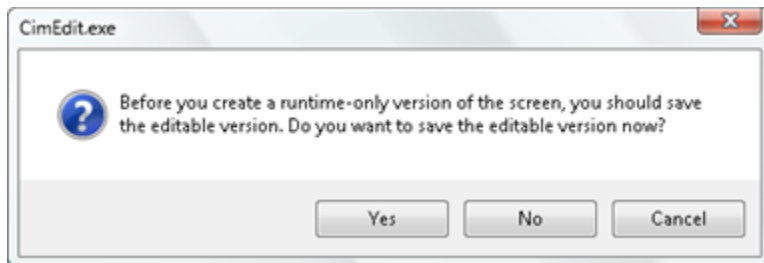 CimEdit.exe
Before you create a runtime-only version of the screen, you should save
the editable version. Do you want to save the editable version now?
Yes No Cancel